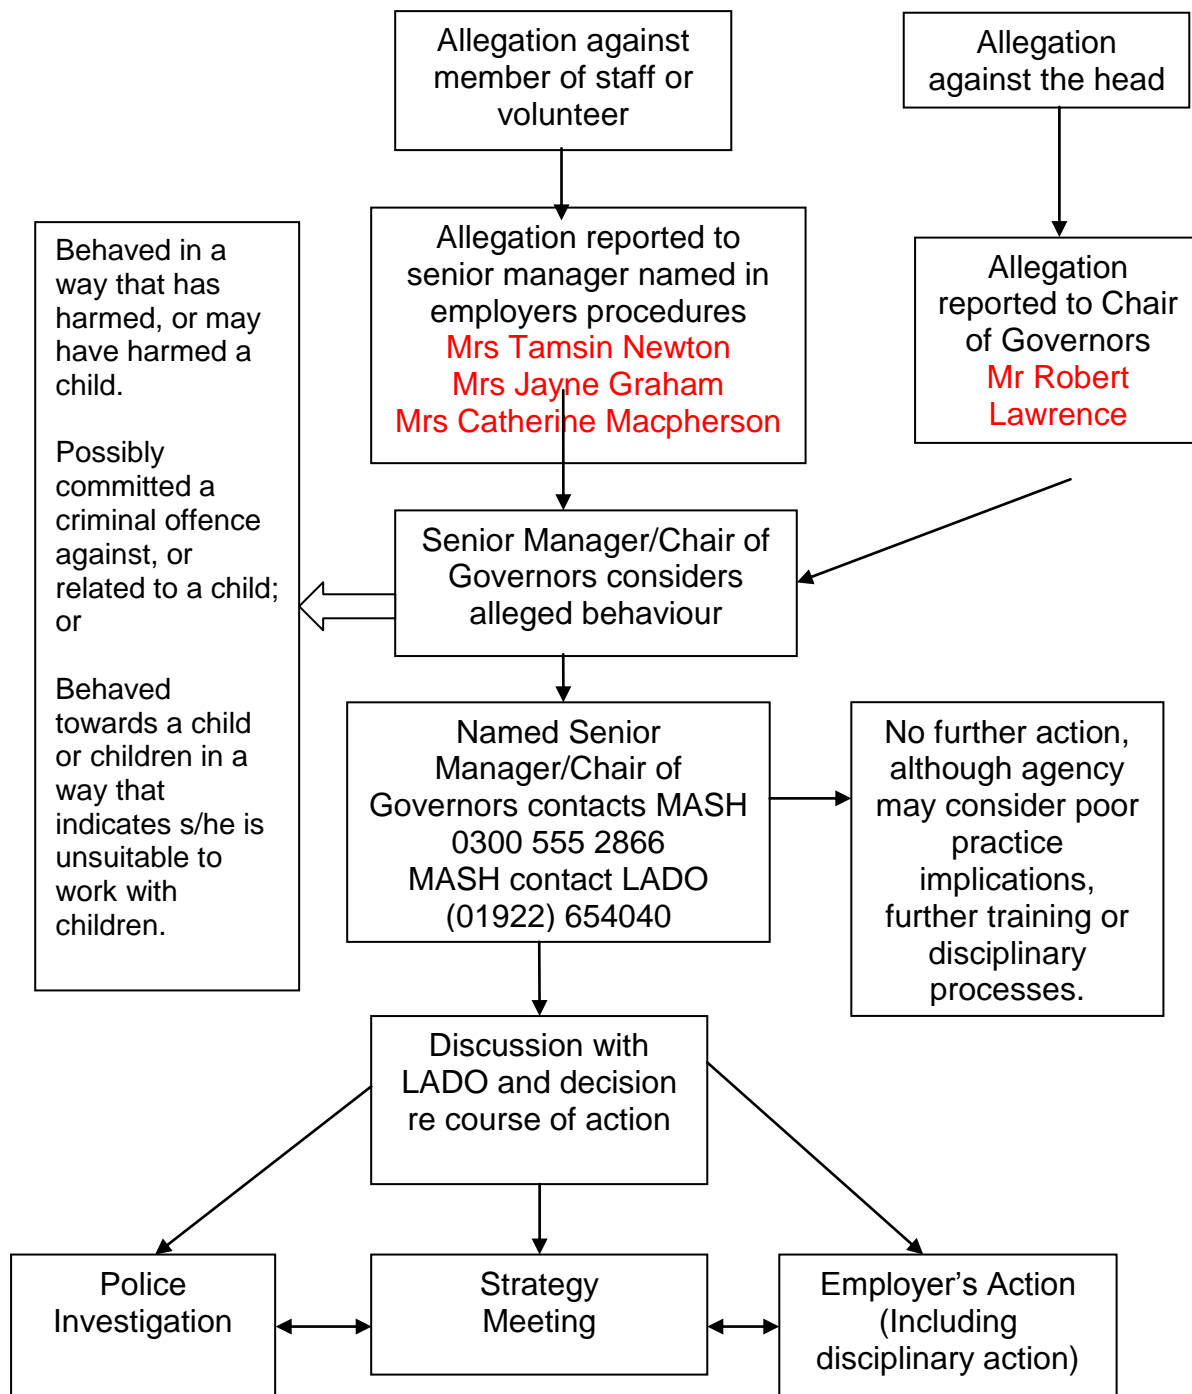 Allegation against
member of staff or
volunteer
Allegation
against the head
Allegation reported to
senior manager named in
employers procedures
Mrs Tamsin Newton
Mrs Jayne Graham
Mrs Catherine Macpherson
Allegation
reported to Chair
of Governors
Mr Robert
Lawrence
Behaved in a
way that has
harmed, or may
have harmed a
child.
Possibly
committed a
criminal offence
against, or
related to a child;
or
Behaved
towards a child
or children in a
way that
indicates s/he is
unsuitable to
work with
children.
Senior Manager/Chair of
Governors considers
alleged behaviour
Named Senior
Manager/Chair of
Governors contacts MASH
0300 555 2866
MASH contact LADO
(01922) 654040
No further action,
although agency
may consider poor
practice
implications,
further training or
disciplinary
processes.
Discussion with
LADO and decision
re course of action
Police
Investigation
Strategy
Meeting
Employer’s Action
(Including
disciplinary action)